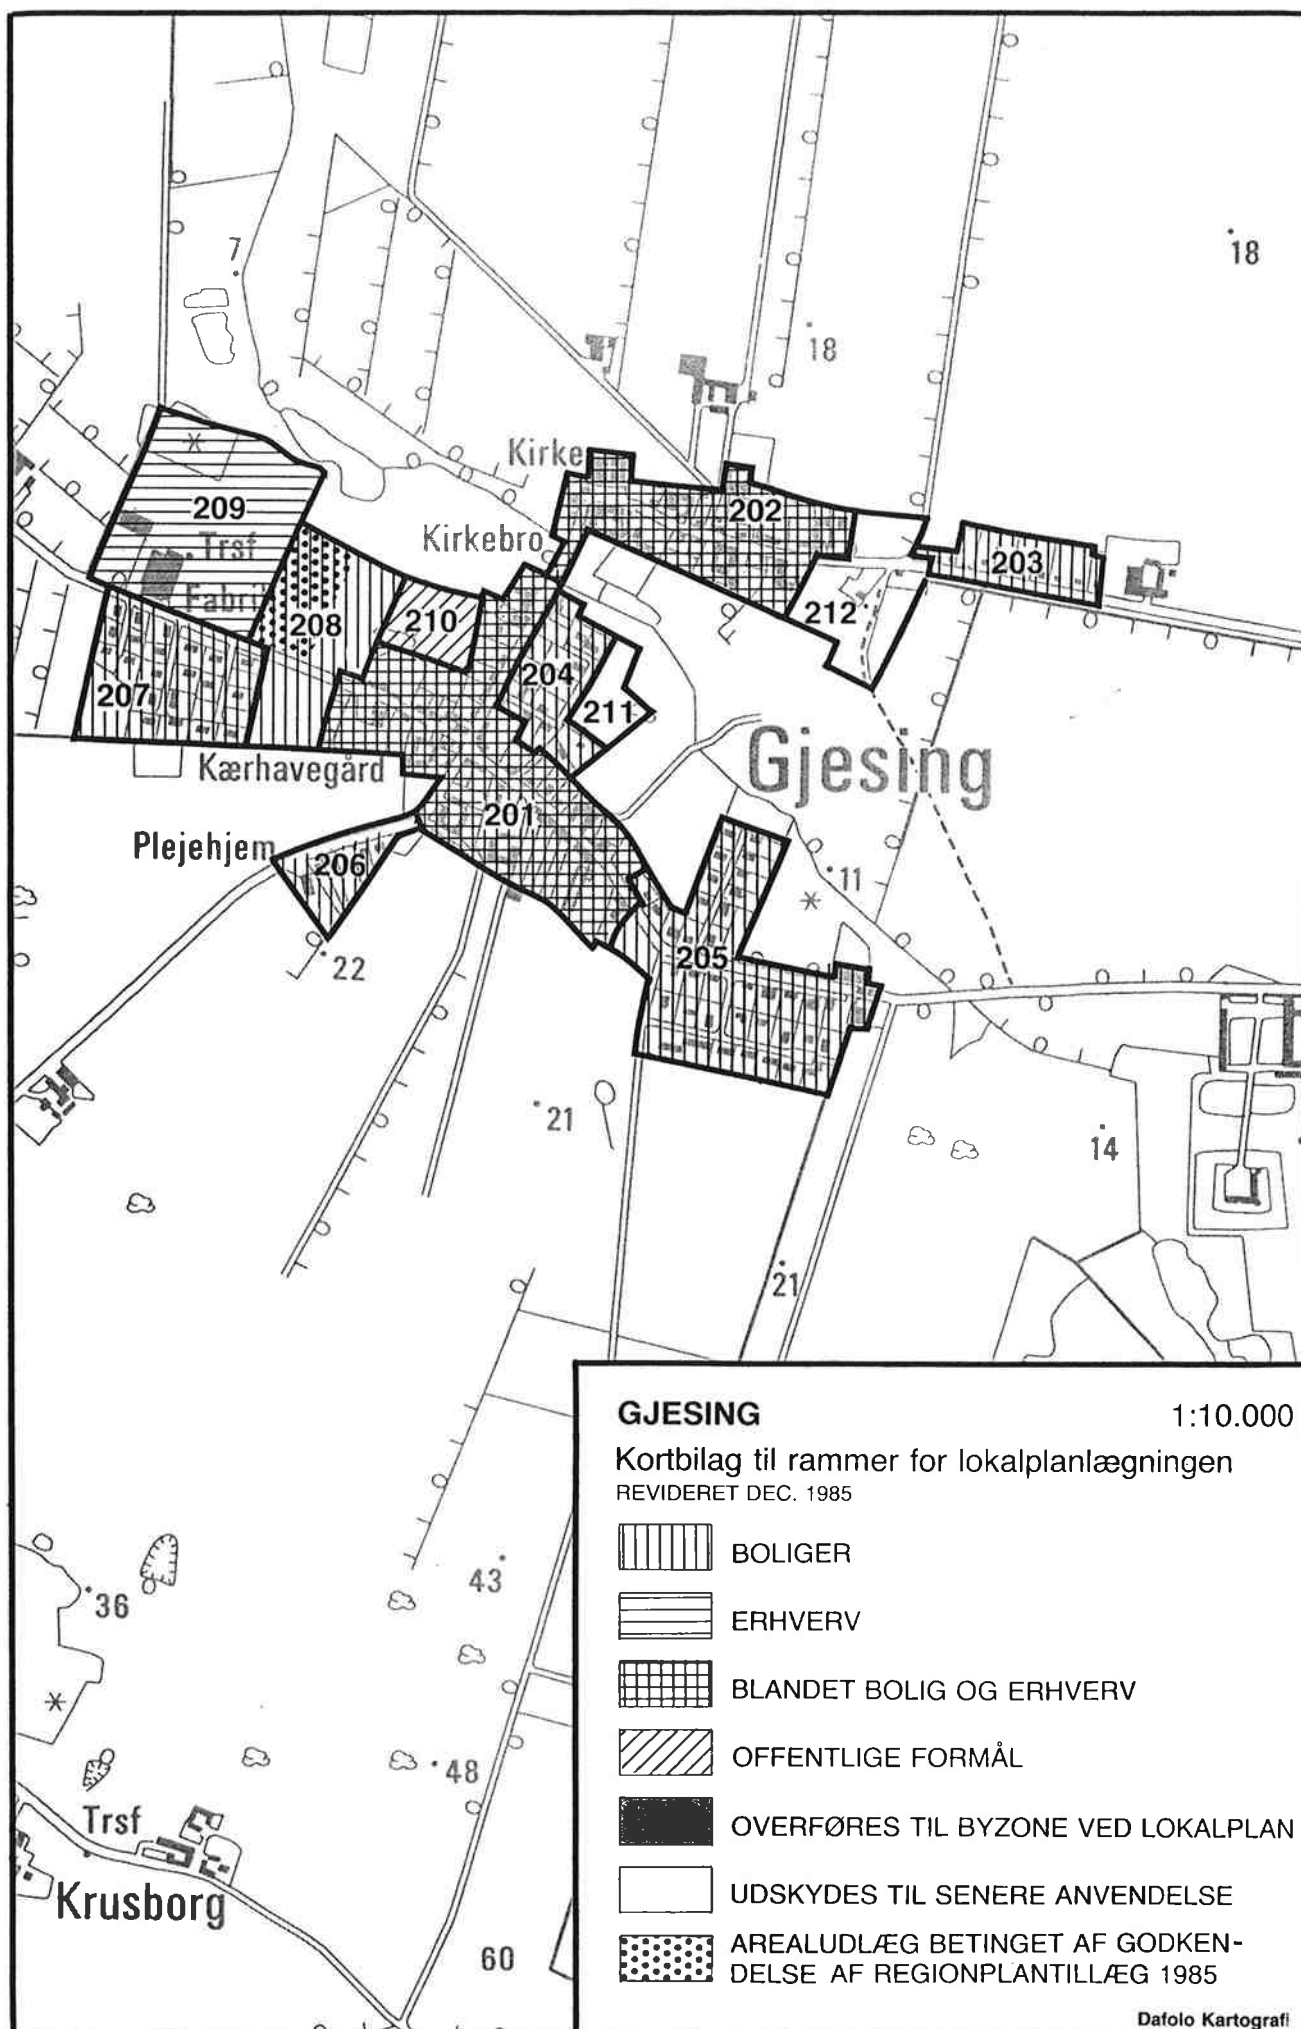 7
18
18
Kirke
202
209
Trsf
Kirkebro
203
Fabrik
208
210
212
204
207
211
Gjesing
Kærhavegård
201
Plejehjem
206
11
205
22
21
14
21
GJESING 1:10.000
Kortbilag til rammer for lokalplanlægningen
REVIDERET DEC. 1985
BOLIGER
43
36
ERHVERV
BLANDET BOLIG OG ERHVERV
OFFENTLIGE FORMÅL
48
Trsf
OVERFØRES TIL BYZONE VED LOKALPLAN
Krusborg
UDSKYDES TIL SENERE ANVENDELSE
60
AREALUDLÆG BETINGET AF GODKEN-
DELSE AF REGIONPLANTILLÆG 1985
Dafolo Kartografi